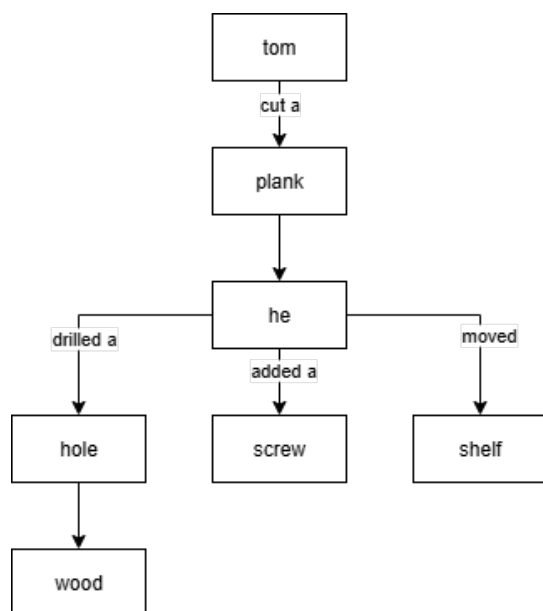 tom
cut a
plank
he
drilled a
added a
moved
hole
screw
shelf
wood